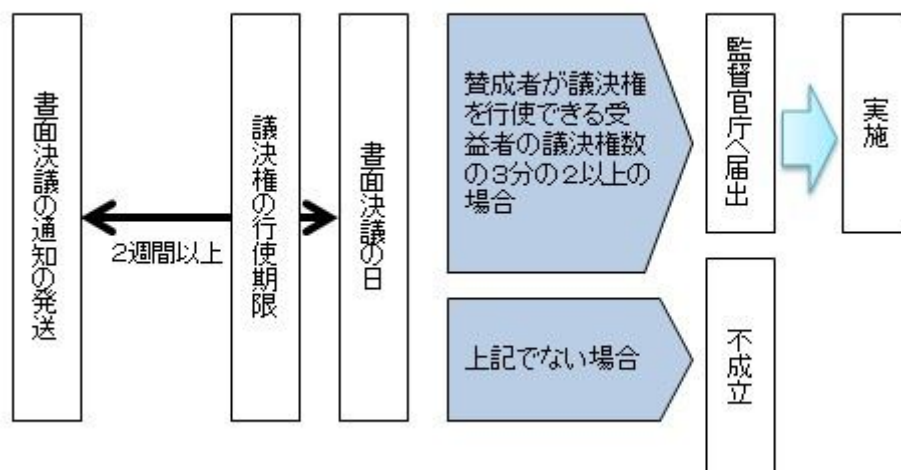 書面決議の通知の発送
2週間以上
議決権の行使期限
書面決議の日
賛成者が議決権
を行使できる受
益者の議決権数
の3分の2以上の
場合
監督官庁へ届出
実施
上記でない場合
不成立